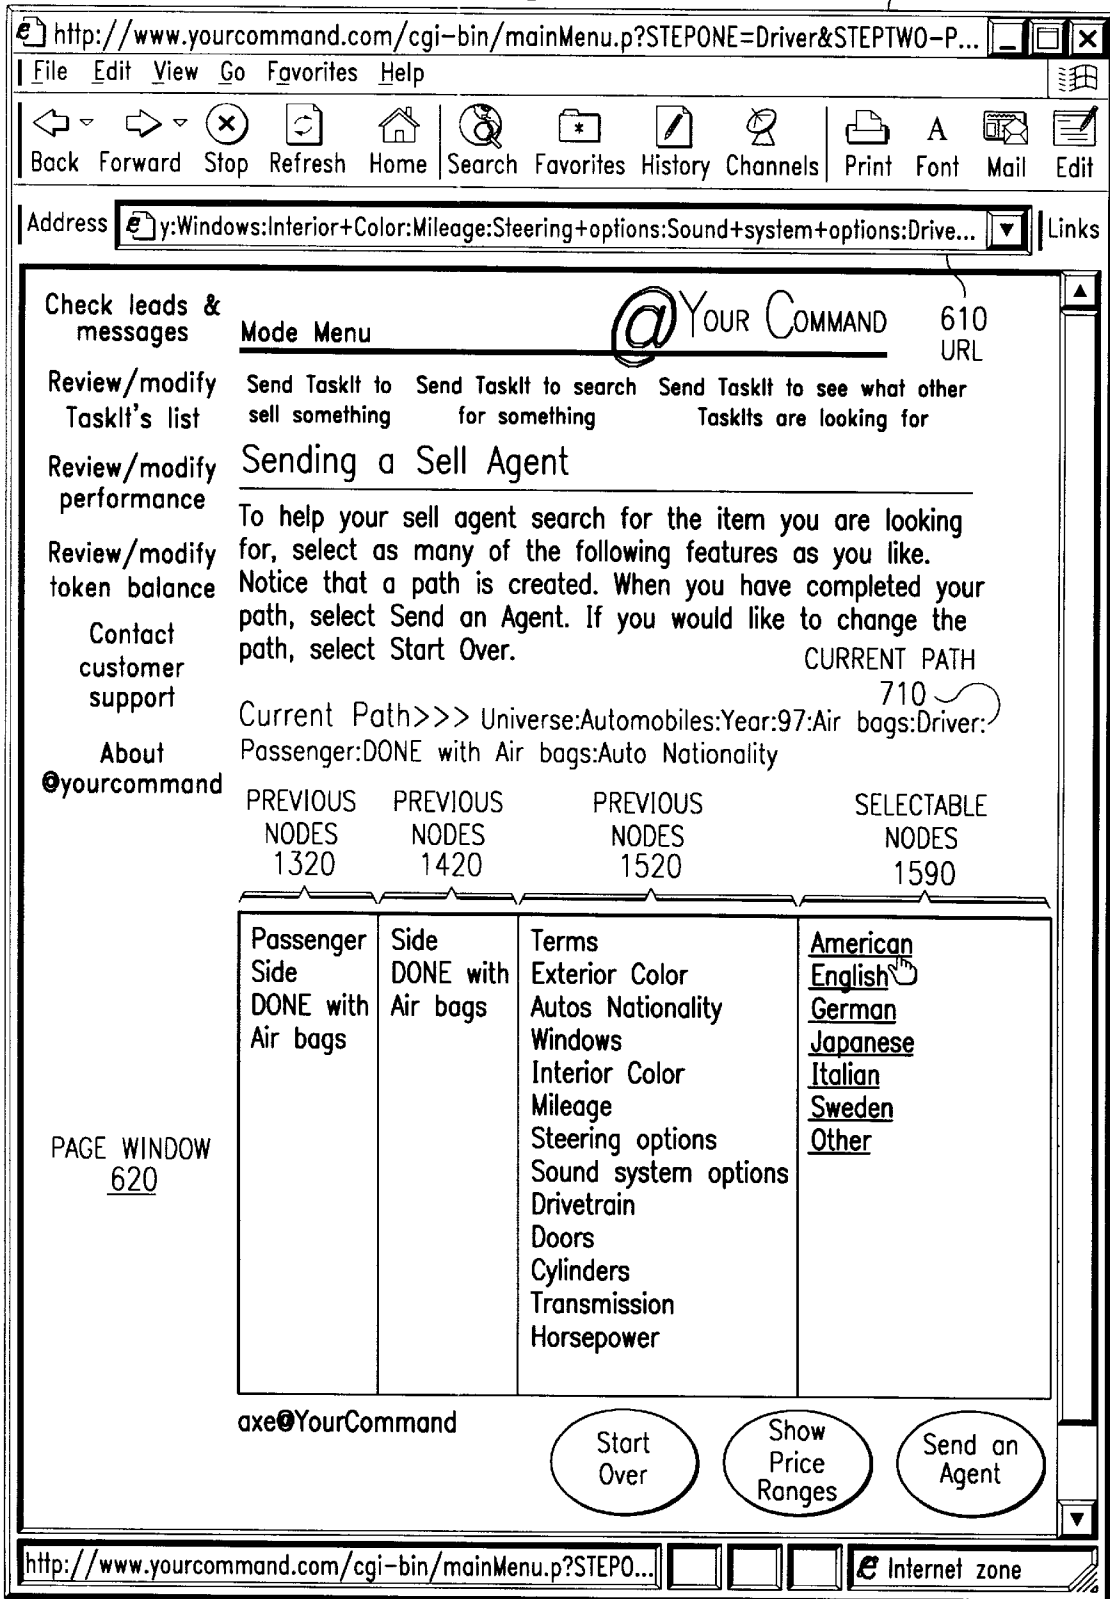 http://www.yourcommand.com/cgi-bin/mainMenu.p?STEPONE=Driver&STEPTWO-P...
File Edit View Go Favorites Help
Back Forward Stop Refresh Home Search Favorites History Channels Print Font Mail Edit
Address y:Windows:Interior+Color:Mileage:Steering+options:Sound+system+options:Drive... Links
610
URL
Check leads &
messages
Review/modify
TaskIt's list
Review/modify
performance
Review/modify
token balance
Contact
customer
support
About
@yourcommand
PAGE WINDOW
620
Mode Menu
@ YOUR COMMAND
Send TaskIt to
sell something
Send TaskIt to search
for something
Send TaskIt to see what other
TaskIts are looking for
Sending a Sell Agent
To help your sell agent search for the item you are looking
for, select as many of the following features as you like.
Notice that a path is created. When you have completed your
path, select Send an Agent. If you would like to change the
path, select Start Over.
CURRENT PATH
710
Current Path>>> Universe:Automobiles:Year:97:Air bags:Driver:
Passenger:DONE with Air bags:Auto Nationality
PREVIOUS
NODES
1320
PREVIOUS
NODES
1420
PREVIOUS
NODES
1520
SELECTABLE
NODES
1590
Passenger
Side
DONE with
Air bags
Side
DONE with
Air bags
Terms
Exterior Color
Autos Nationality
Windows
Interior Color
Mileage
Steering options
Sound system options
Drivetrain
Doors
Cylinders
Transmission
Horsepower
American
English
German
Japanese
Italian
Sweden
Other
axe@YourCommand
Start
Over
Show
Price
Ranges
Send an
Agent
http://www.yourcommand.com/cgi-bin/mainMenu.p?STEPO...
Internet zone